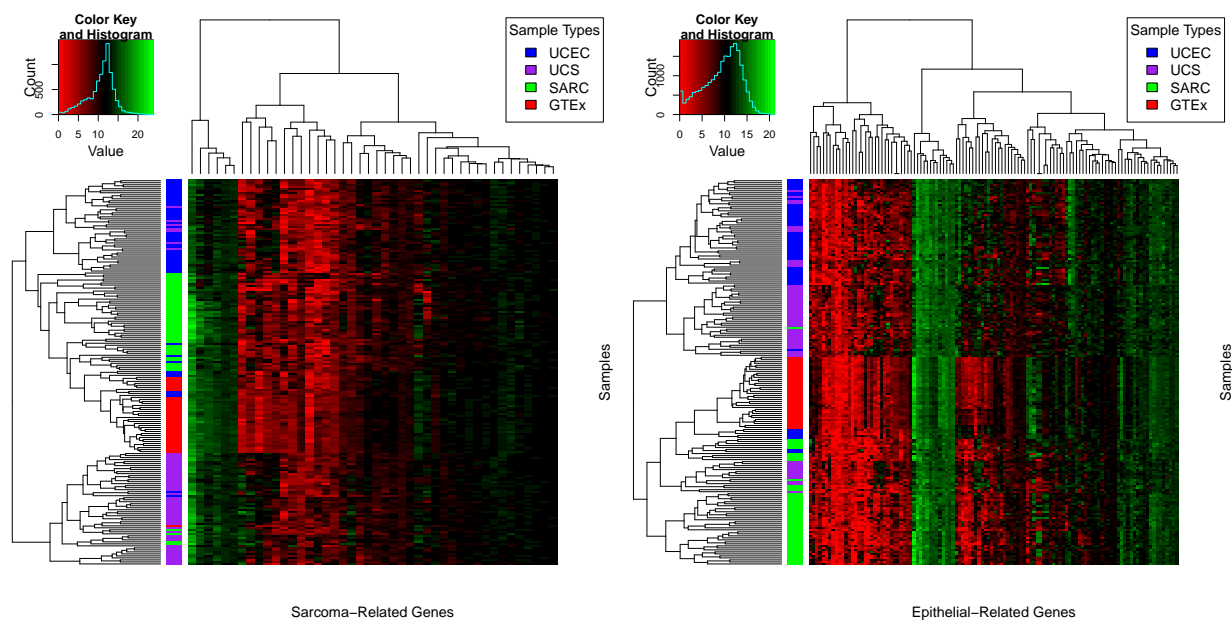 Color Key
and Histogram
Count
0 500
0 5 10 15 20
Value
Sample Types
UCEC
UCS
SARC
GTEx
Samples
Sarcoma−Related Genes
Color Key
and Histogram
Count
0 1000
0 5 10 15 20
Value
Sample Types
UCEC
UCS
SARC
GTEx
Samples
Epithelial−Related Genes